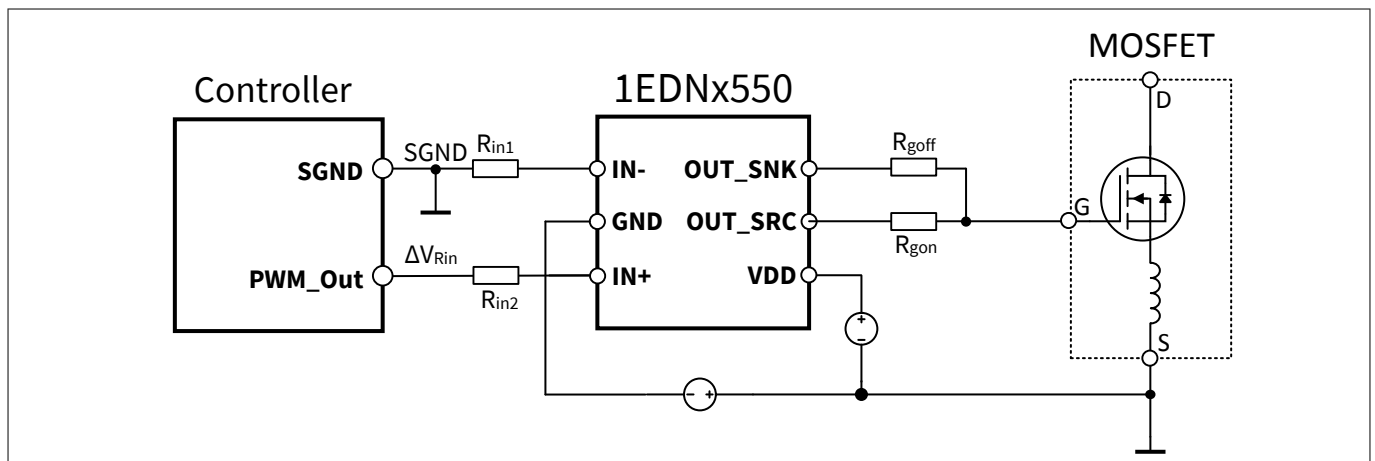 MOSFET
Controller
1EDNx550
D
SGND
SGND
Rin1
IN-
OUT_SNK
Rgoff
GND
OUT_SRC
Rgon
G
PWM_Out
ΔVRin
Rin2
IN+
VDD
+
-
S
- +